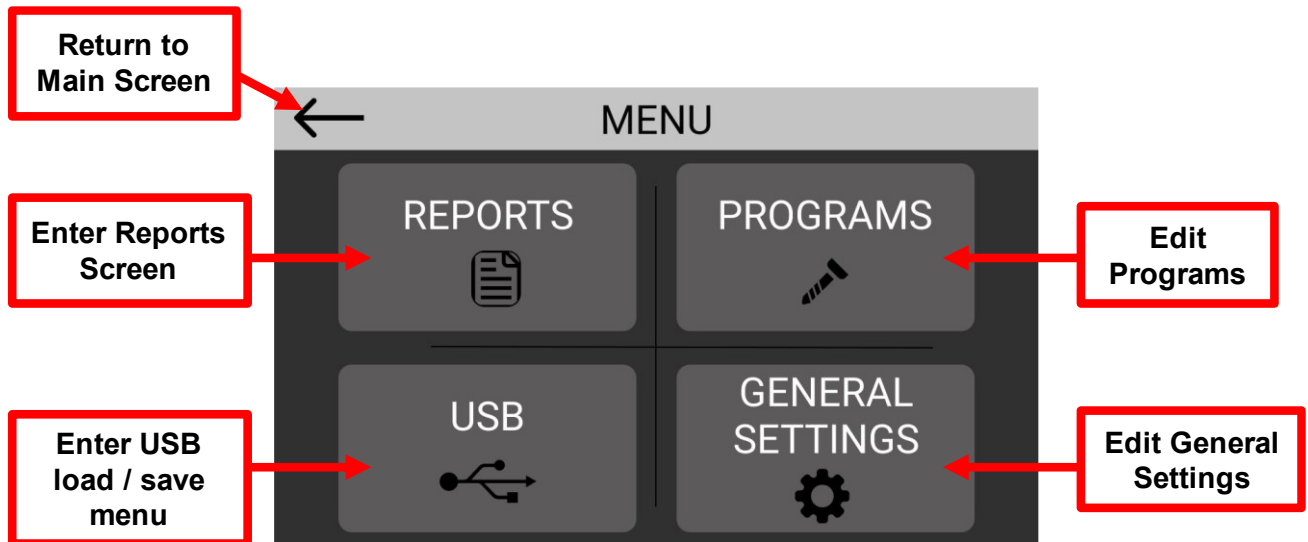 Return to
Main Screen
MENU
Enter Reports
Screen
REPORTS
PROGRAMS
Edit
Programs
Enter USB
load / save
menu
USB
GENERAL
SETTINGS
Edit General
Settings